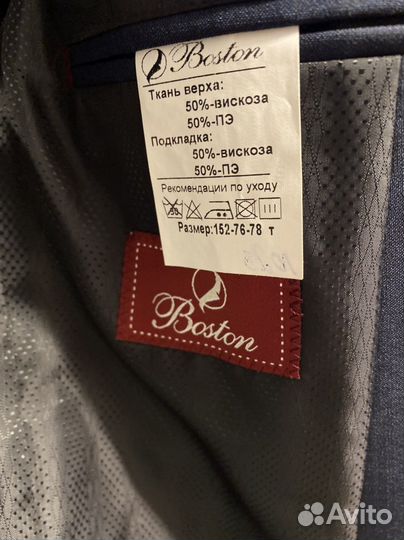 Boston
Ткань верха:
50%-вискоза
50%-ПЭ
Подкладка:
50%-вискоза
50%-ПЭ
Рекомендации по уходу
Размер:152-76-78 т
Boston
Avito